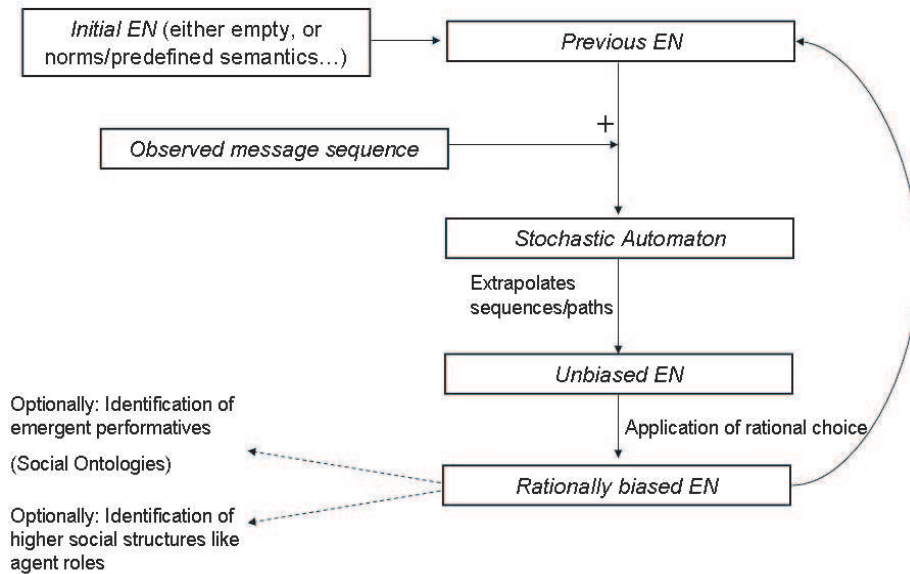 Initial EN (either empty, or
norms/predefined semantics…)
Previous EN
+
Observed message sequence
Stochastic Automaton
Extrapolates
sequences/paths
Unbiased EN
Optionally: Identification of
emergent performatives
(Social Ontologies)
Application of rational choice
Rationally biased EN
Optionally: Identification of
higher social structures like
agent roles